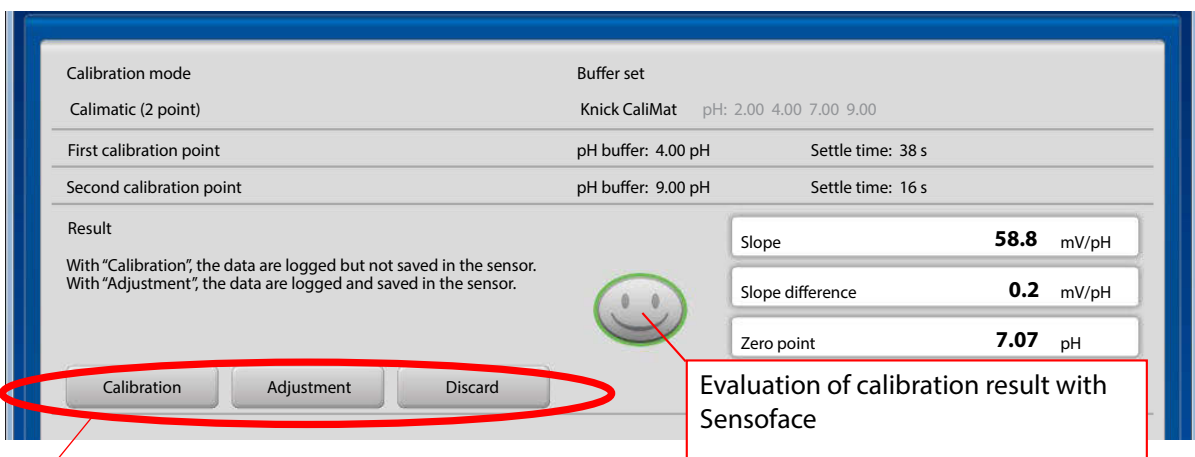 Calibration mode Buffer set
Calimatic (2 point) Knick CaliMat pH: 2.00 4.00 7.00 9.00
First calibration point pH buffer: 4.00 pH Settle time: 38 s
Second calibration point pH buffer: 9.00 pH Settle time: 16 s
Result
With “Calibration”, the data are logged but not saved in the sensor.
With “Adjustment”, the data are logged and saved in the sensor.
Slope 58.8 mV/pH
Slope difference 0.2 mV/pH
Zero point 7.07 pH
Calibration Adjustment Discard
Evaluation of calibration result with
Sensoface